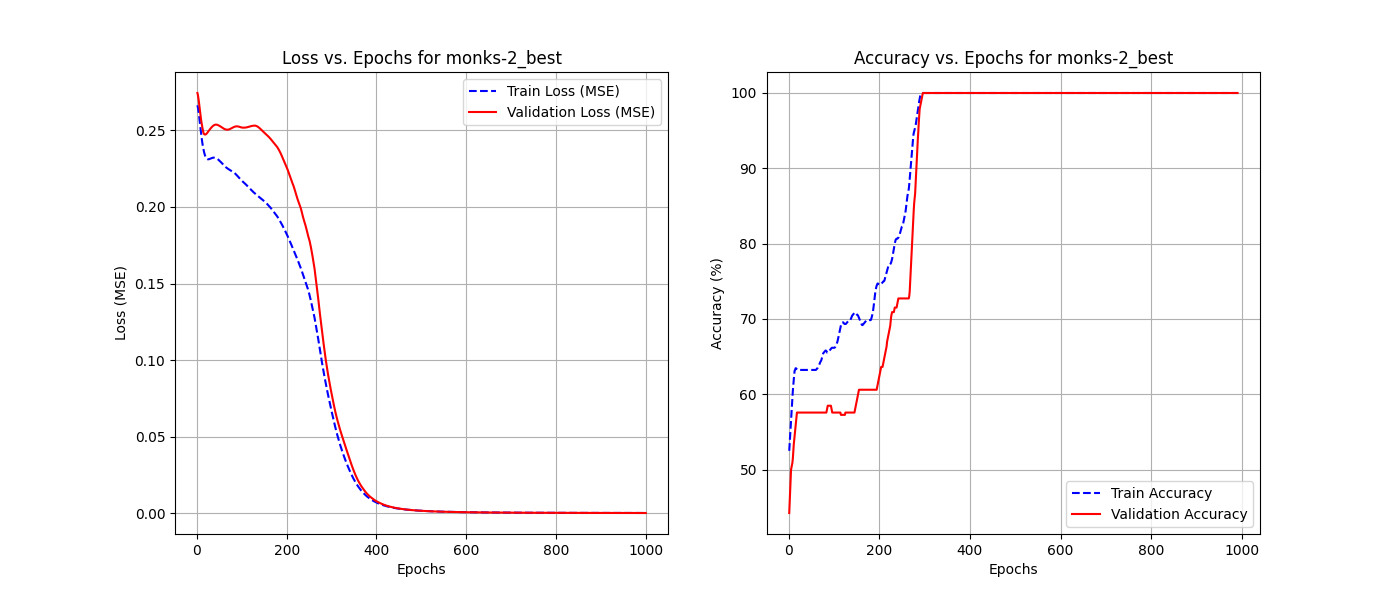 Loss vs. Epochs for monks-2_best
Train Loss (MSE)
Validation Loss (MSE)
0.25
0.20
0.15
0.10
0.05
0.00
Loss (MSE)
0 200 400 600 800 1000
Epochs
Accuracy vs. Epochs for monks-2_best
100
90
80
70
60
50
Accuracy (%)
Train Accuracy
Validation Accuracy
0 200 400 600 800 1000
Epochs